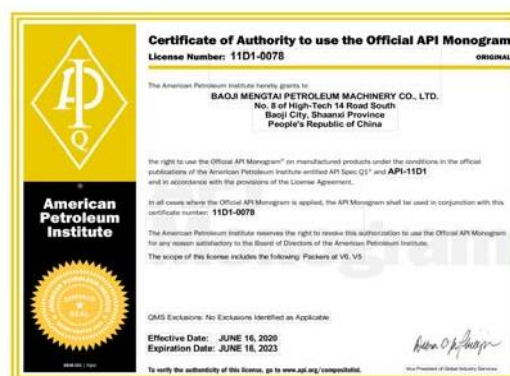 Certificate of Authority to use the Official API Monogram
License Number: 11D1-0078
ORIGINAL
The American Petroleum Institute hereby grants to
BAOJI MENGTAI PETROLEUM MACHINERY CO., LTD.
No. 8 of High-Tech 14 Road South
Baoji City, Shaanxi Province
People's Republic of China
the right to use the Official API Monogram® on manufactured products under the conditions in the official
publications of the American Petroleum Institute entitled API Spec Q1® and API-11D1
and in accordance with the provisions of the License Agreement.
In all cases where the Official API Monogram is applied, the API Monogram shall be used in conjunction with this
certificate number: 11D1-0078
The American Petroleum Institute reserves the right to revoke this authorization to use the Official API Monogram
for any reason satisfactory to the Board of Directors of the American Petroleum Institute.
The scope of this license includes the following: Packers at V6, V5
QMS Exclusions: No Exclusions Identified as Applicable
Effective Date: JUNE 16, 2020
Expiration Date: JUNE 16, 2023
To verify the authenticity of this license, go to www.api.org/compositelist.
Vice President of Global Industry Services
API
Q
®
American
Petroleum
Institute
SEAL